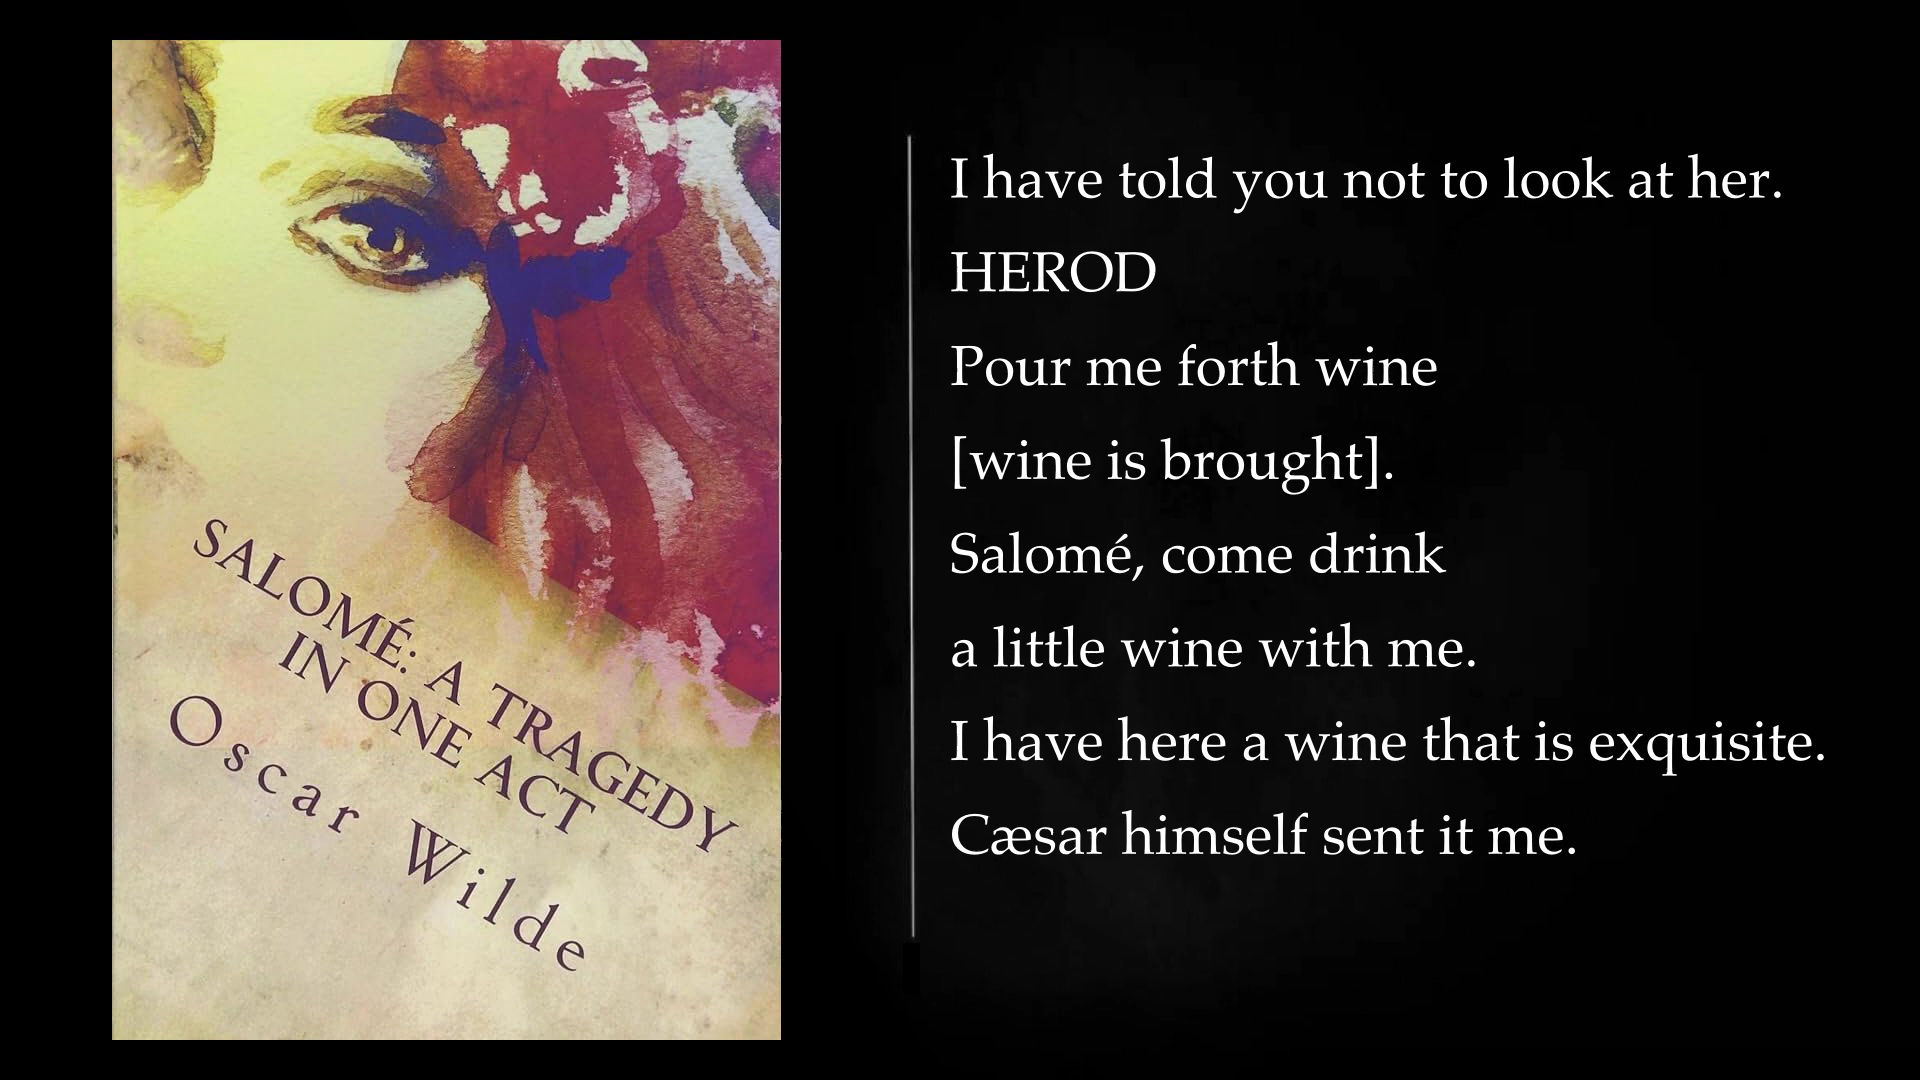 SALOMÉ: A TRAGEDY
IN ONE ACT
Oscar Wilde
I have told you not to look at her.
HEROD
Pour me forth wine
[wine is brought].
Salomé, come drink
a little wine with me.
I have here a wine that is exquisite.
Cæsar himself sent it me.